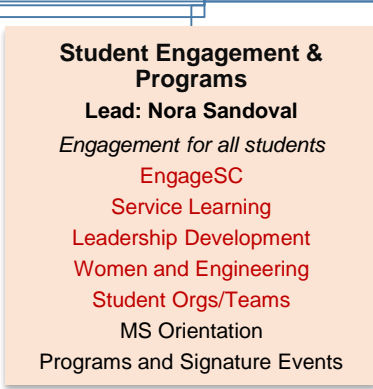 Student Engagement &
Programs
Lead: Nora Sandoval
Engagement for all students
EngageSC
Service Learning
Leadership Development
Women and Engineering
Student Orgs/Teams
MS Orientation
Programs and Signature Events